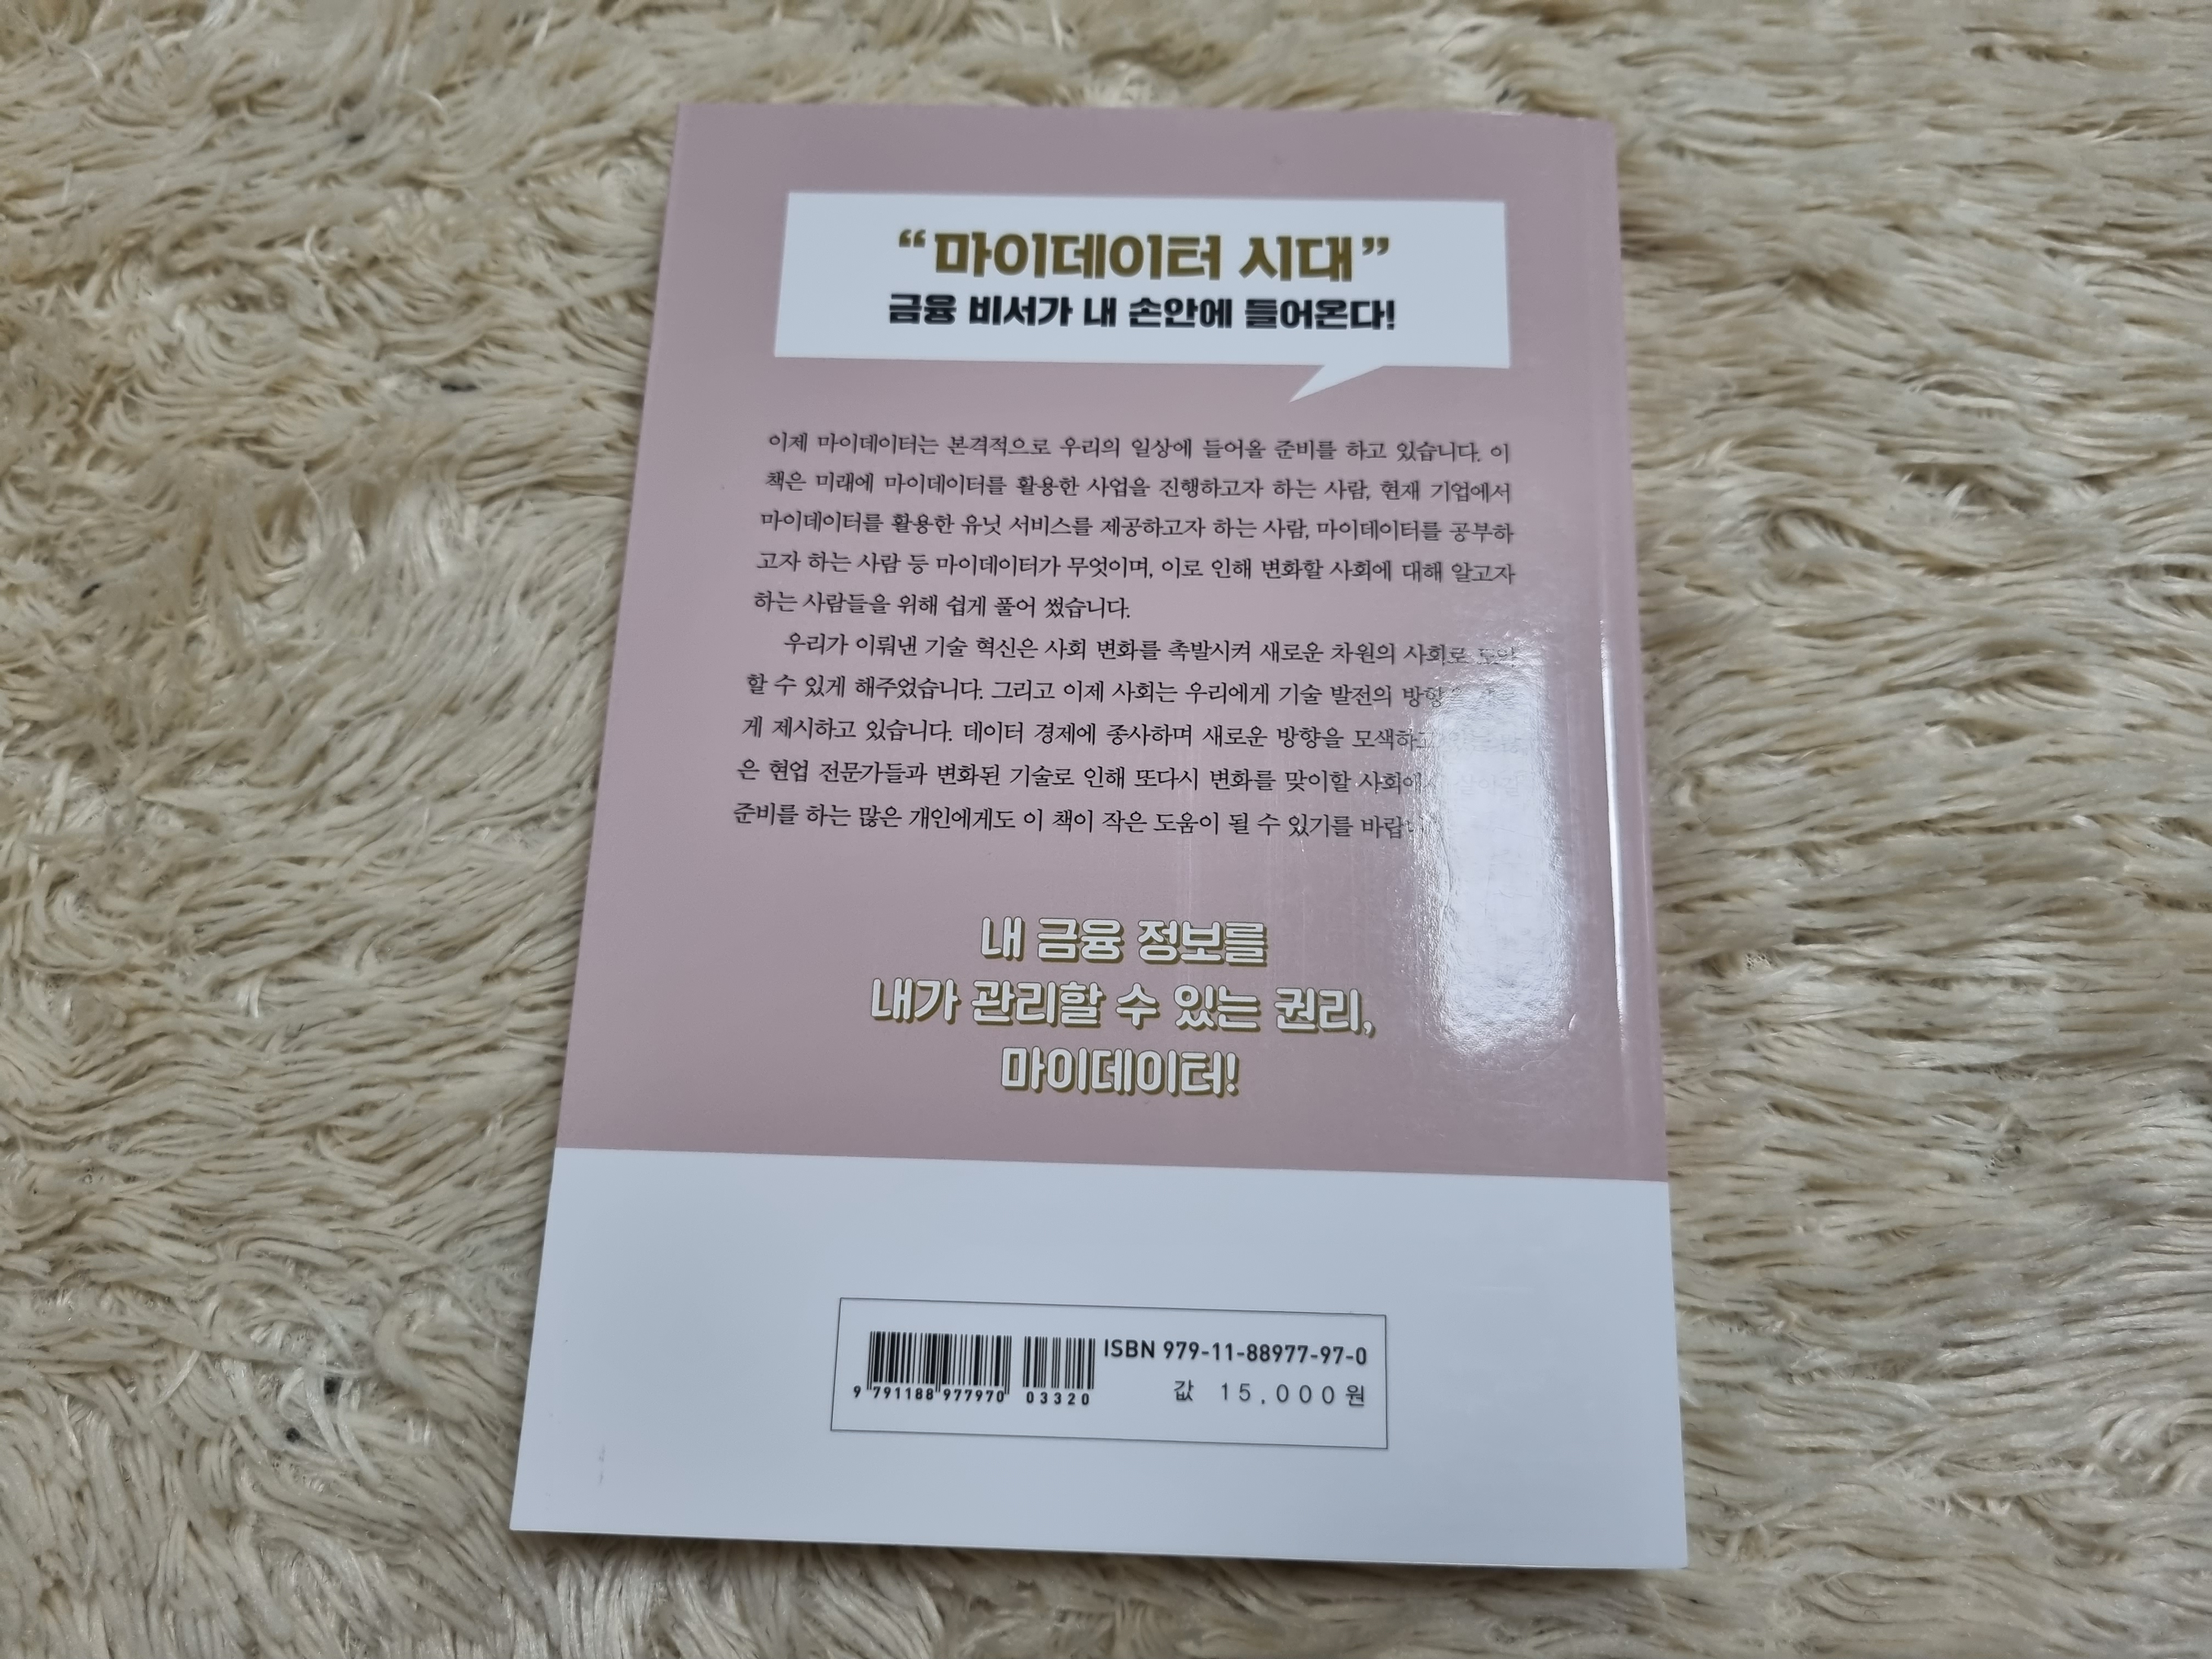 “마이데이터 시대”
금융 비서가 내 손안에 들어온다!
이제 마이데이터는 본격적으로 우리의 일상에 들어올 준비를 하고 있습니다. 이
책은 미래에 마이데이터를 활용한 사업을 진행하고자 하는 사람, 현재 기업에서
마이데이터를 활용한 유닛 서비스를 제공하고자 하는 사람, 마이데이터를 공부하
고자 하는 사람 등 마이데이터가 무엇이며, 이로 인해 변화할 사회에 대해 알고자
하는 사람들을 위해 쉽게 풀어 썼습니다.
우리가 이뤄낸 기술 혁신은 사회 변화를 촉발시켜 새로운 차원의 사회로
할 수 있게 해주었습니다. 그리고 이제 사회는 우리에게 기술 발전의
게 제시하고 있습니다. 데이터 경제에 종사하며 새로운 방향을 모색하고
은 현업 전문가들과 변화된 기술로 인해 또다시 변화를 맞이할 사회에서 살아갈
준비를 하는 많은 개인에게도 이 책이 작은 도움이 될 수 있기를
내 금융 정보를
내가 관리할 수 있는 권리,
마이데이터!
ISBN 979-11-88977-97-0
값 15,000원
9 791188 977970 03320